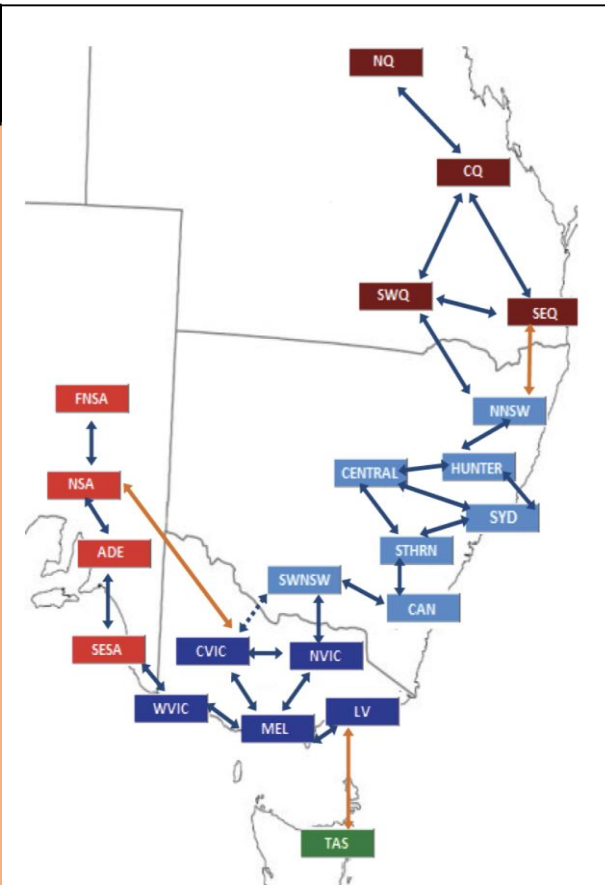 NQ
CQ
SWQ
SEQ
FNSA
NNSW
NSA
CENTRAL
HUNTER
SYD
ADE
STHRN
SWNSW
CAN
SESA
CVIC
NVIC
WVIC
MEL
LV
TAS